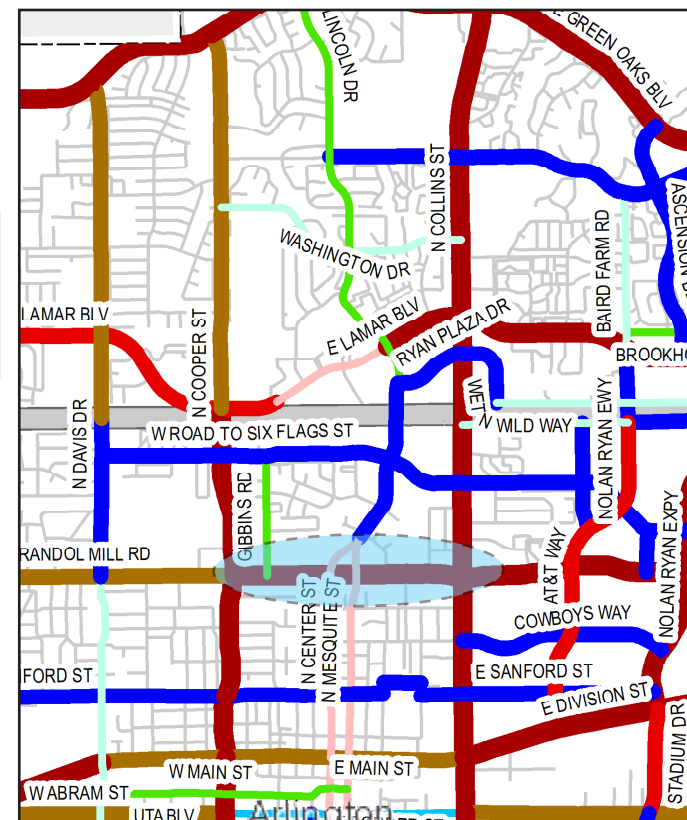 E GREEN OAKS BLV
LINCOLN DR
N COLLINS ST
ASCENSION
BAIRD FARM RD
WASHINGTON DR
LAMAR BLV
N COOPER ST
E LAMAR BLV
RYAN PLAZA DR
BROOKHO
WET N WILD WAY
NOLAN RYAN EWY
N DAVIS DR
W ROAD TO SIX FLAGS ST
GIBBINS RD
NOLAN RYAN EXPY
RANDOL MILL RD
AT&T WAY
N CENTER ST
N MESQUITE ST
COWBOYS WAY
FORD ST
E SANFORD ST
E DIVISION ST
STADIUM DR
W MAIN ST
E MAIN ST
W ABRAM ST
Arlington
UTA BLV